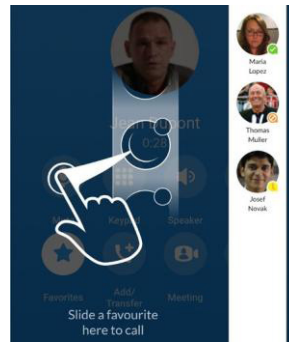 Jean Dupont
0:28
Keypad
Speaker
Favorites
Add/
Transfer
Meeting
Slide a favourite
here to call
Maria
Lopez
Thomas
Muller
Josef
Novak